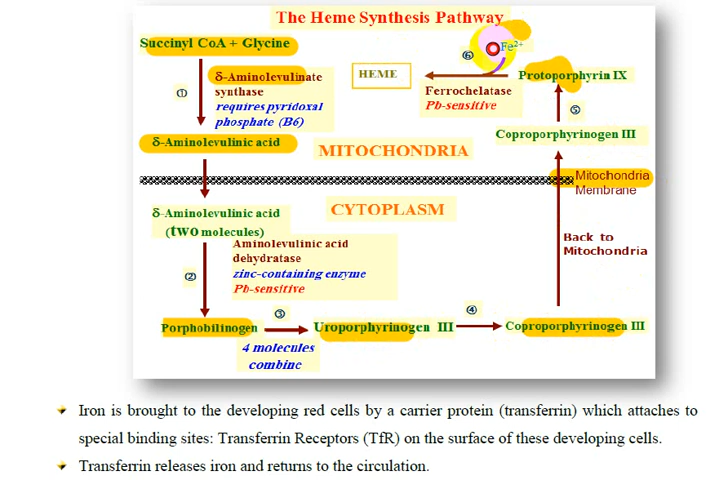 The Heme Synthesis Pathway
Succinyl CoA + Glycine
⑥
Fe2+
δ-Aminolevulinate
synthase
requires pyridoxal
phosphate (B6)
①
HEME
Protoporphyrin IX
Ferrochelatase
Pb-sensitive
⑤
Coproporphyrinogen III
δ-Aminolevulinic acid
MITOCHONDRIA
Mitochondria
Membrane
CYTOPLASM
δ-Aminolevulinic acid
(two molecules)
Aminolevulinic acid
dehydratase
zinc-containing enzyme
Pb-sensitive
②
Back to
Mitochondria
③
④
Porphobilinogen
Uroporphyrinogen III
Coproporphyrinogen III
4 molecules
combine
Iron is brought to the developing red cells by a carrier protein (transferrin) which attaches to
special binding sites: Transferrin Receptors (TfR) on the surface of these developing cells.
Transferrin releases iron and returns to the circulation.